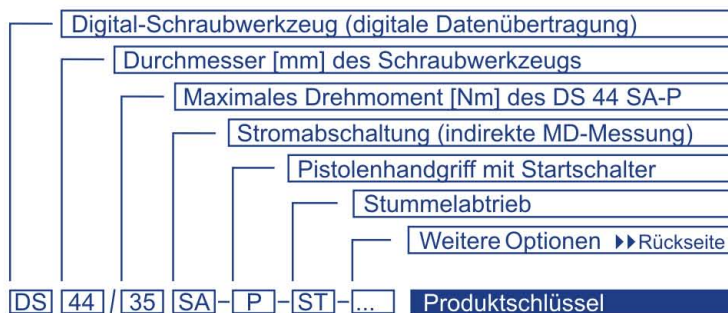 Digital-Schraubwerkzeug (digitale Datenübertragung)
Durchmesser [mm] des Schraubwerkzeugs
Maximales Drehmoment [Nm] des DS 44 SA-P
Stromabschaltung (indirekte MD-Messung)
Pistolenhandgriff mit Startschalter
Stummelabtrieb
Weitere Optionen ▸▸Rückseite
DS 44 / 35 SA - P - ST - ... Produktschlüssel